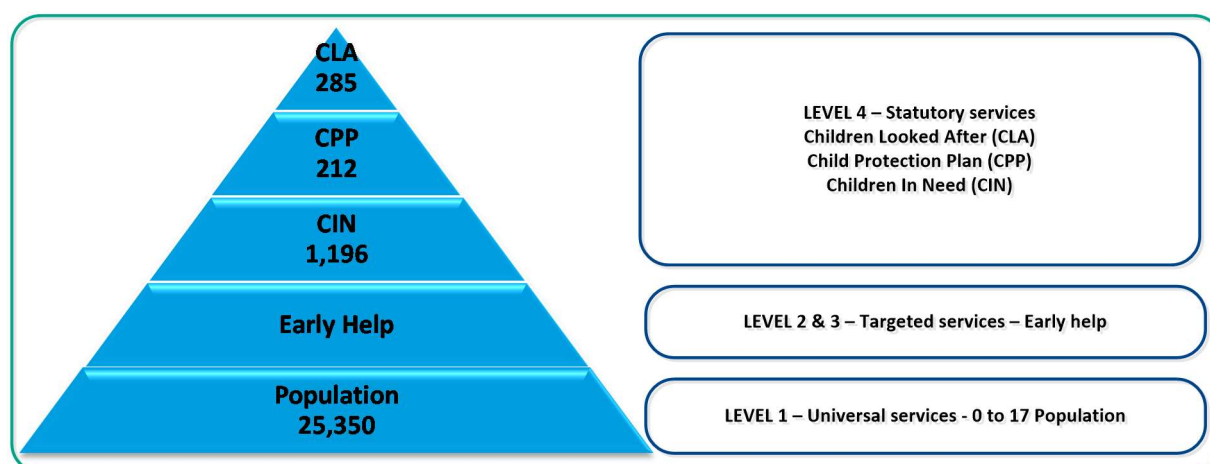 CLA
285
CPP
212
CIN
1,196
Early Help
Population
25,350
LEVEL 4 – Statutory services
Children Looked After (CLA)
Child Protection Plan (CPP)
Children In Need (CIN)
LEVEL 2 & 3 – Targeted services – Early help
LEVEL 1 – Universal services - 0 to 17 Population